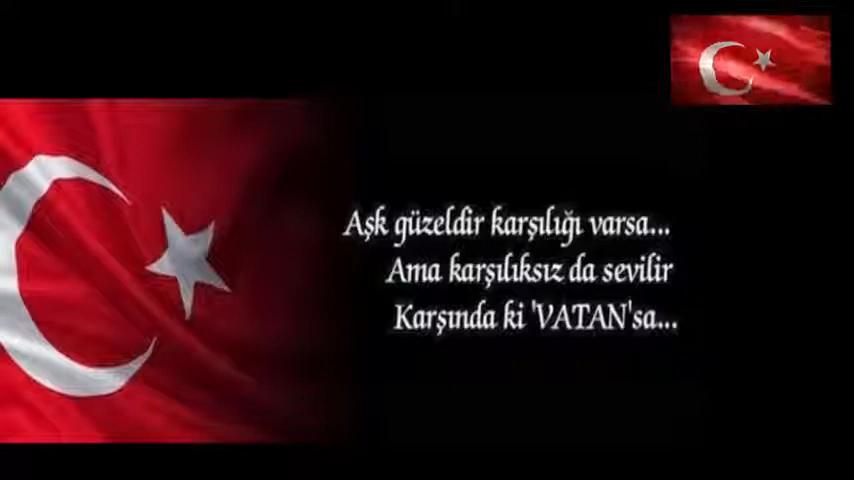 Aşk güzeldir karşılığı varsa...
Ama karşılıksız da sevilir
Karşında ki 'VATAN'sa...